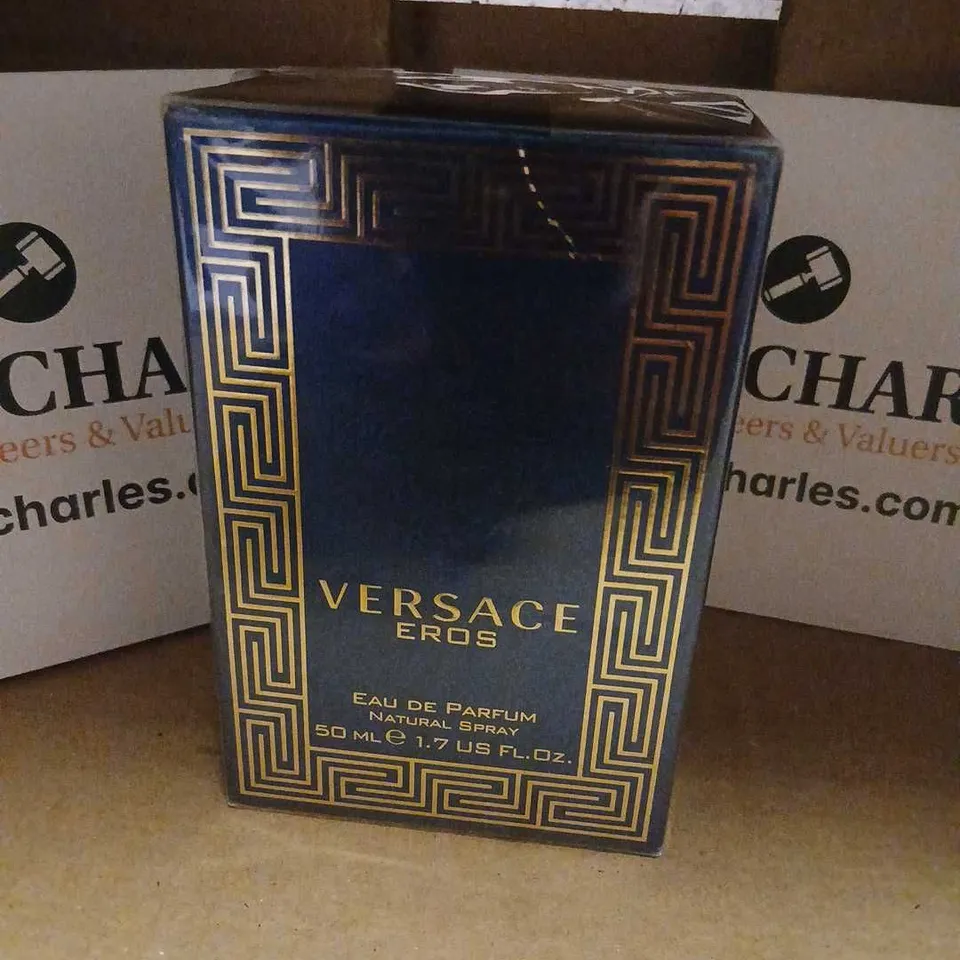 VERSACE
EROS
EAU DE PARFUM
NATURAL SPRAY
50 ML e 1.7 US FL.OZ.
CHA
eers & Valu
charles.c
CHAR
eers & Valuers
harles.com